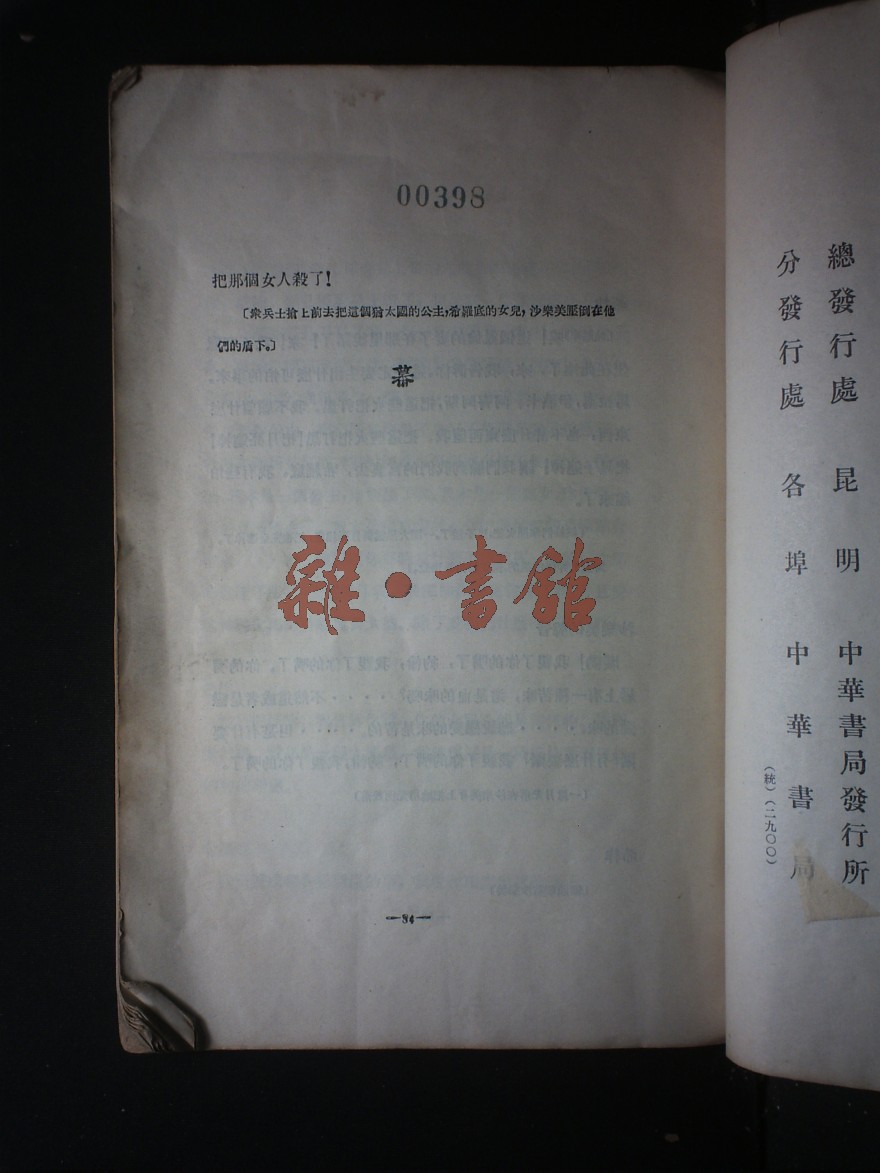 00398
把那個女人殺了!
〔衆兵士搶上前去把這個猶太國的公主,希羅底的女兒,沙樂美壓倒在他
們的盾下。〕
幕
雜·書館
—84—
總發行處 昆明 中華書局發行所
分發行處 各埠 中華書局
(統)(二九〇〇)